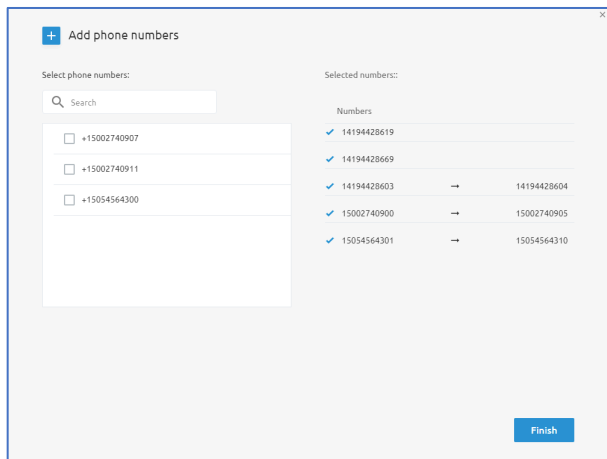 ×
+ Add phone numbers
Select phone numbers:
Search
+15002740907
+15002740911
+15054564300
Selected numbers::
Numbers
14194428619
14194428669
14194428603 → 14194428604
15002740900 → 15002740905
15054564301 → 15054564310
Finish